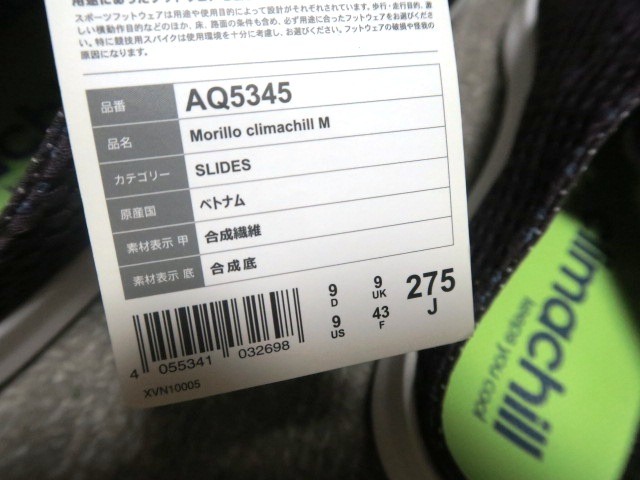 スポーツフットウェアは用途や使用目的によって設計がそれぞれされています。歩行・走行目的、激
しい横動作目的などのほか、床、路面の条件も含め、必ず用途に合ったフットウェアをお選びくださ
い。特に競技用スパイクは使用環境を十分に考慮し、お選びください。フットウェアの破損や怪我の
原因になります。
品番 AQ5345
品名 Morillo climachill M
カテゴリー SLIDES
原産国 ベトナム
素材表示 甲 合成繊維
素材表示 底 合成底
9 D 9 UK 275 J
9 US 43 F
4 055341 032698
XVN10005
climachill
keeps you cool